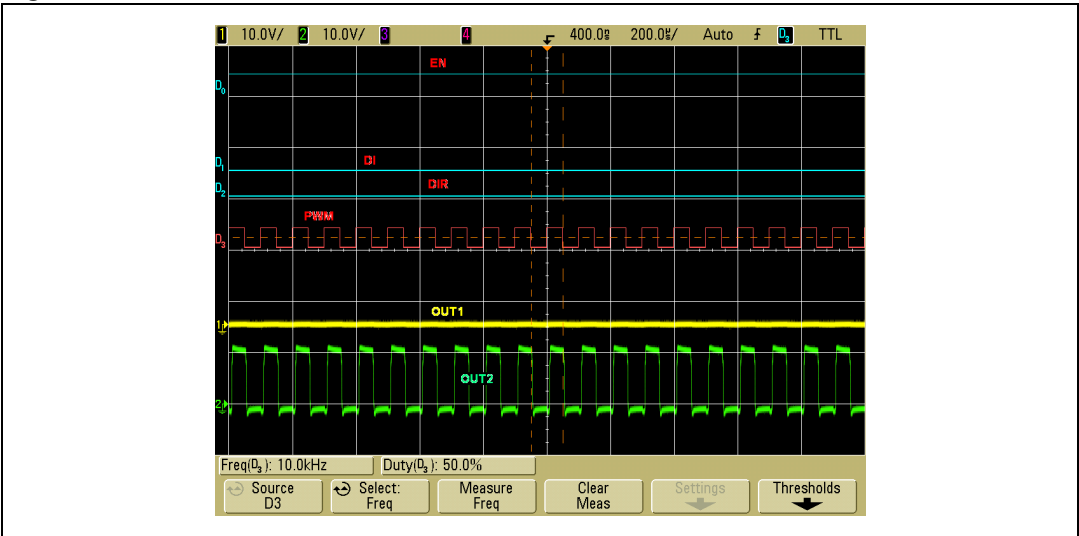 1 10.0V/ 2 10.0V/ 3 4 400.0s 200.0s/ Auto D3 TTL
EN
D0
DI
D1
DIR
D2
PWM
D3
OUT1
1
OUT2
2
Freq(D3): 10.0kHz Duty(D3): 50.0%
Source D3
Select: Freq
Measure Freq
Clear Meas
Settings
Thresholds